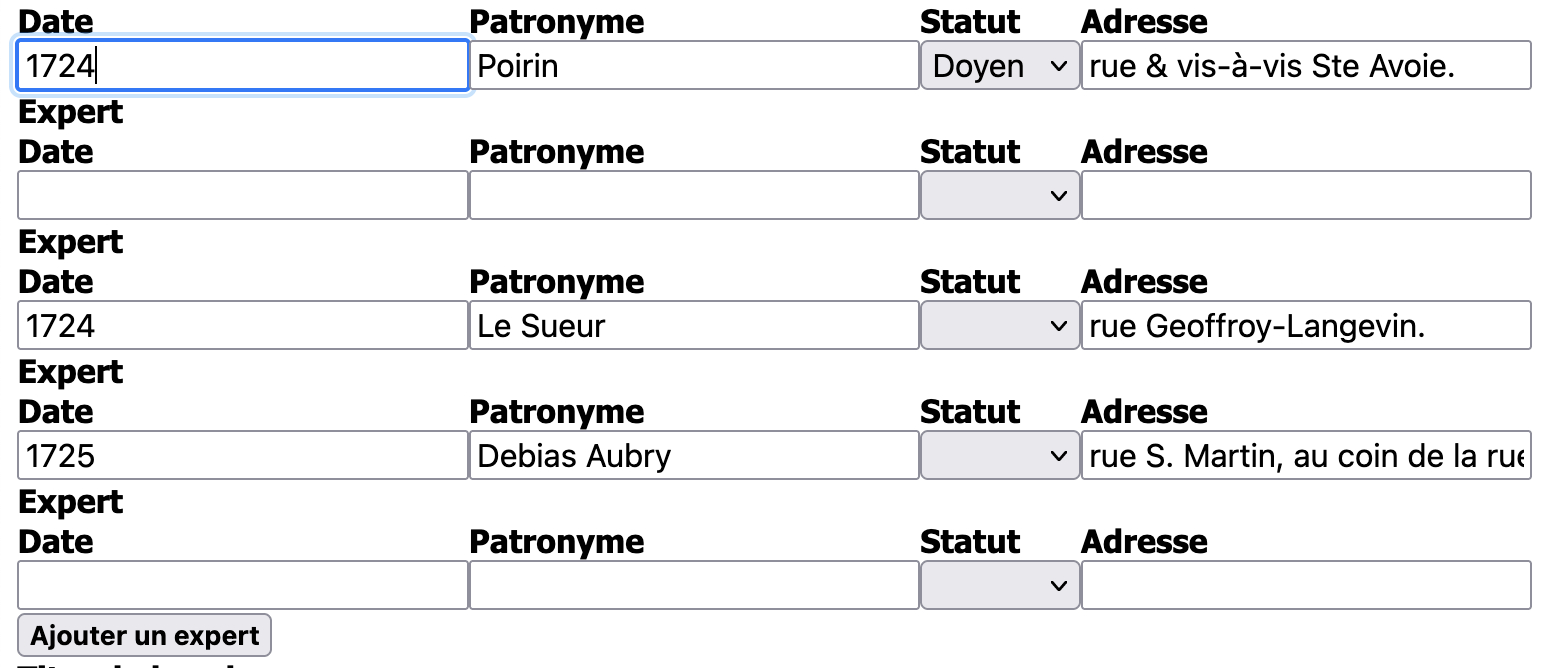 Date Patronyme Statut Adresse
1724 Poirin Doyen rue & vis-à-vis Ste Avoie.
Expert
Date Patronyme Statut Adresse
Expert
Date Patronyme Statut Adresse
1724 Le Sueur rue Geoffroy-Langevin.
Expert
Date Patronyme Statut Adresse
1725 Debias Aubry rue S. Martin, au coin de la rue
Expert
Date Patronyme Statut Adresse
Ajouter un expert